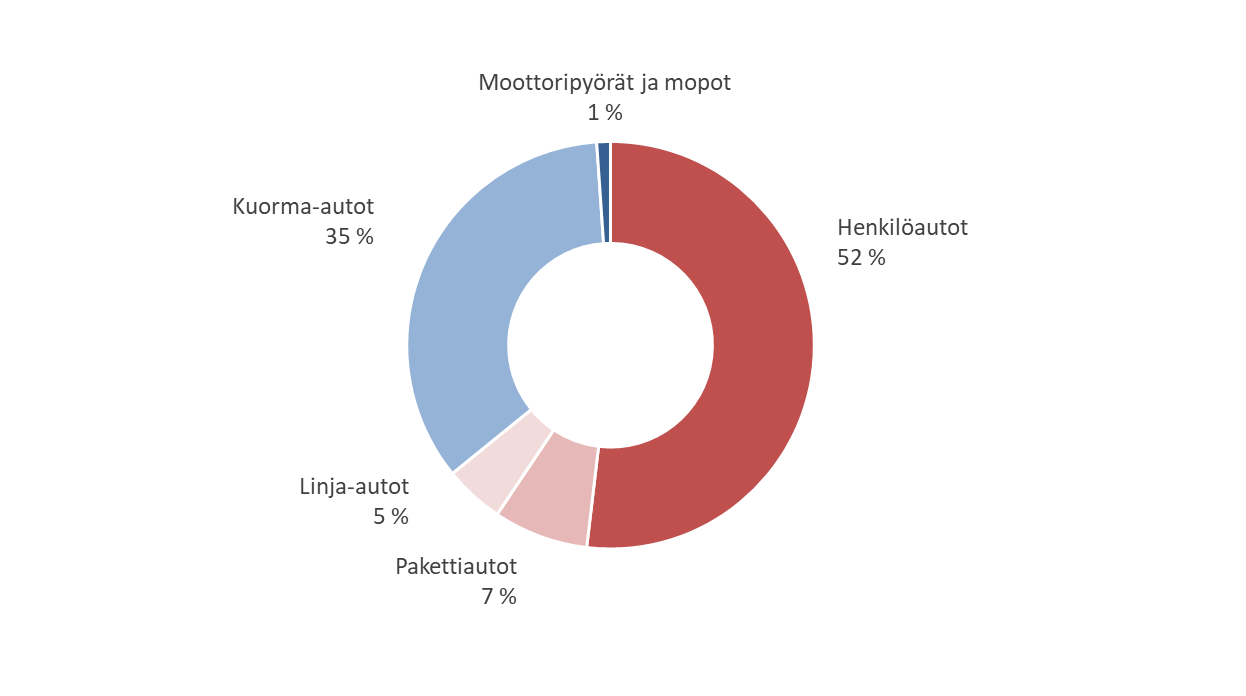 Moottoripyörät ja mopot
1 %
Kuorma-autot
35 %
Henkilöautot
52 %
Linja-autot
5 %
Pakettiautot
7 %